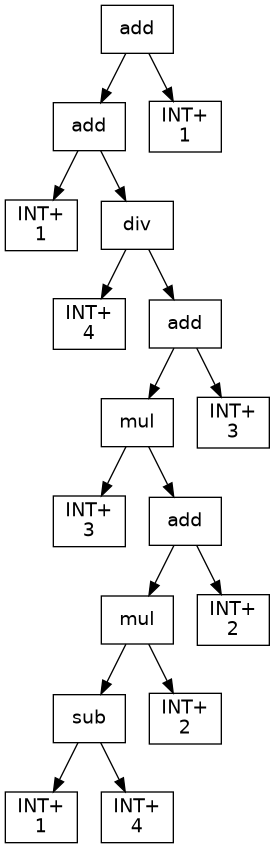 add
add
INT+
1
INT+
1
div
INT+
4
add
mul
INT+
3
INT+
3
add
mul
INT+
2
sub
INT+
2
INT+
1
INT+
4